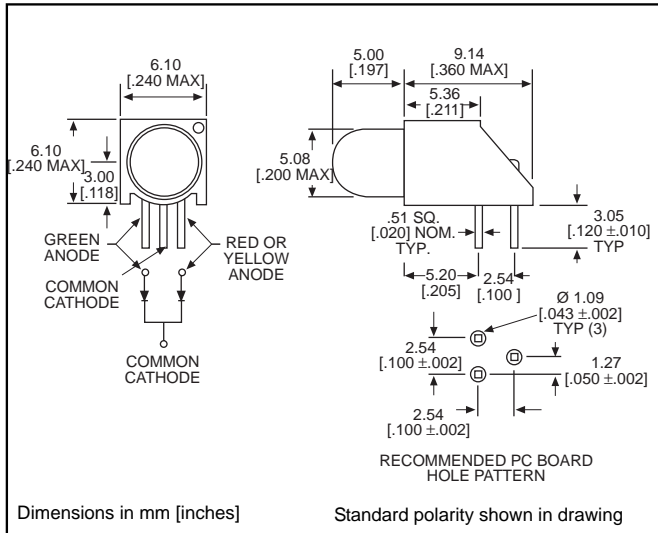 6.10
[.240 MAX]
6.10
[.240 MAX]
3.00
[.118]
GREEN
ANODE
RED OR
YELLOW
ANODE
COMMON
CATHODE
COMMON
CATHODE
5.00
[.197]
9.14
[.360 MAX]
5.36
[.211]
5.08
[.200 MAX]
.51 SQ.
[.020] NOM.
TYP.
3.05
[.120 ±.010]
TYP
5.20
[.205]
2.54
[.100 ]
Ø 1.09
[.043 ±.002]
TYP (3)
2.54
[.100 ±.002]
1.27
[.050 ±.002]
2.54
[.100 ±.002]
RECOMMENDED PC BOARD
HOLE PATTERN
Dimensions in mm [inches]
Standard polarity shown in drawing